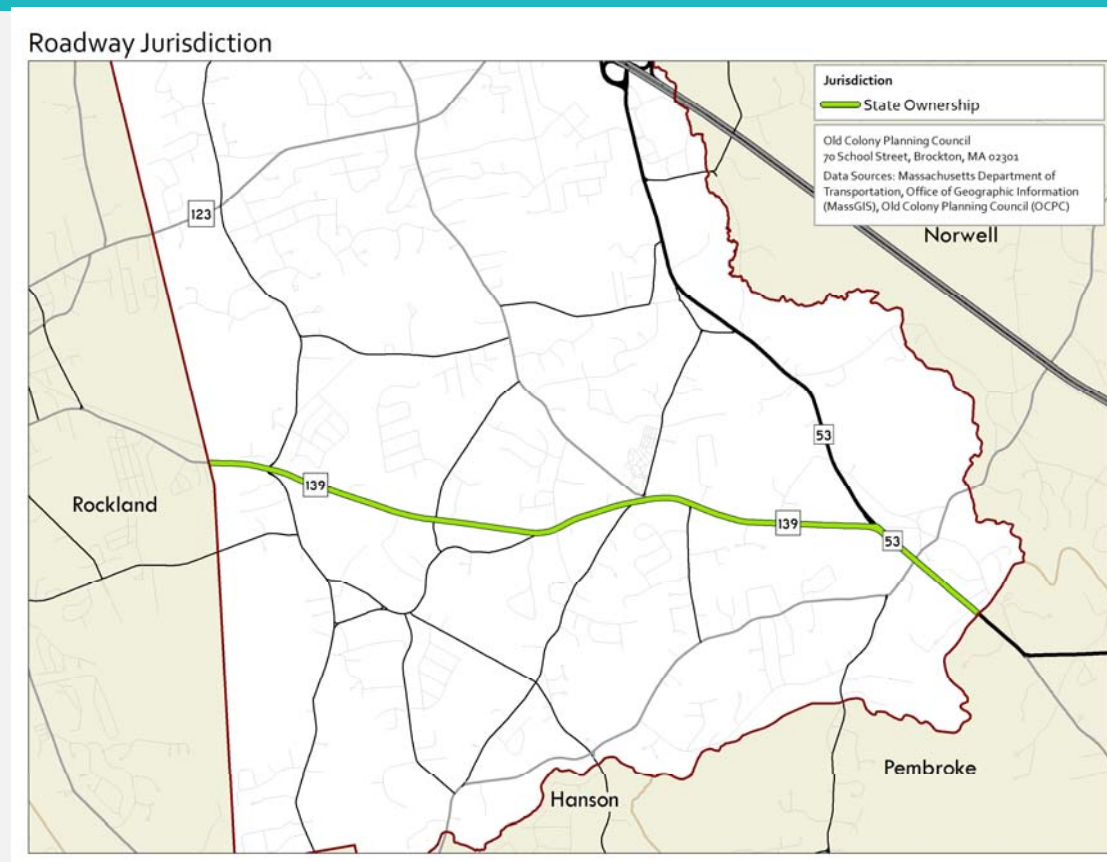 Roadway Jurisdiction
Jurisdiction
State Ownership
Old Colony Planning Council
70 School Street, Brockton, MA 02301
Data Sources: Massachusetts Department of
Transportation, Office of Geographic Information
(MassGIS), Old Colony Planning Council (OCPC)
Norwell
123
53
Rockland
139
139
53
Pembroke
Hanson